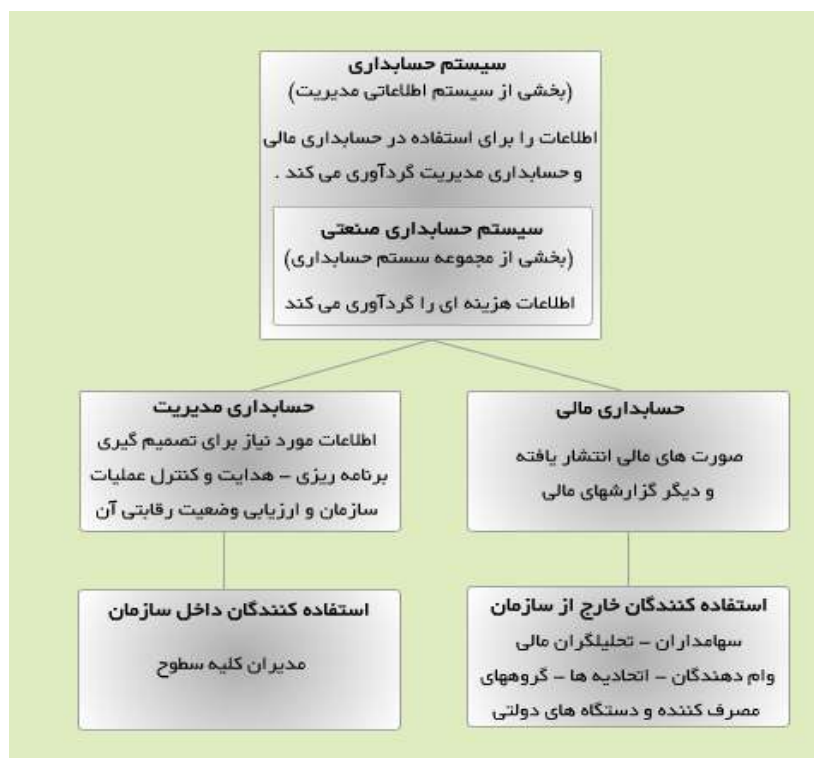 سیستم حسابداری
(بخشی از سیستم اطلاعاتی مدیریت)
اطلاعات را برای استفاده در حسابداری مالی
و حسابداری مدیریت گردآوری می کند .
سیستم حسابداری صنعتی
(بخشی از مجموعه سستم حسابداری)
اطلاعات هزینه ای را گردآوری می کند
حسابداری مالی
صورت های مالی انتشار یافته
و دیگر گزارشهای مالی
حسابداری مدیریت
اطلاعات مورد نیاز برای تصمیم گیری
برنامه ریزی – هدایت و کنترل عملیات
سازمان و ارزیابی وضعیت رقابتی آن
استفاده کنندگان خارج از سازمان
سهامداران – تحلیلگران مالی
وام دهندگان – اتحادیه ها – گروههای
مصرف کننده و دستگاه های دولتی
استفاده کنندگان داخل سازمان
مدیران کلیه سطوح